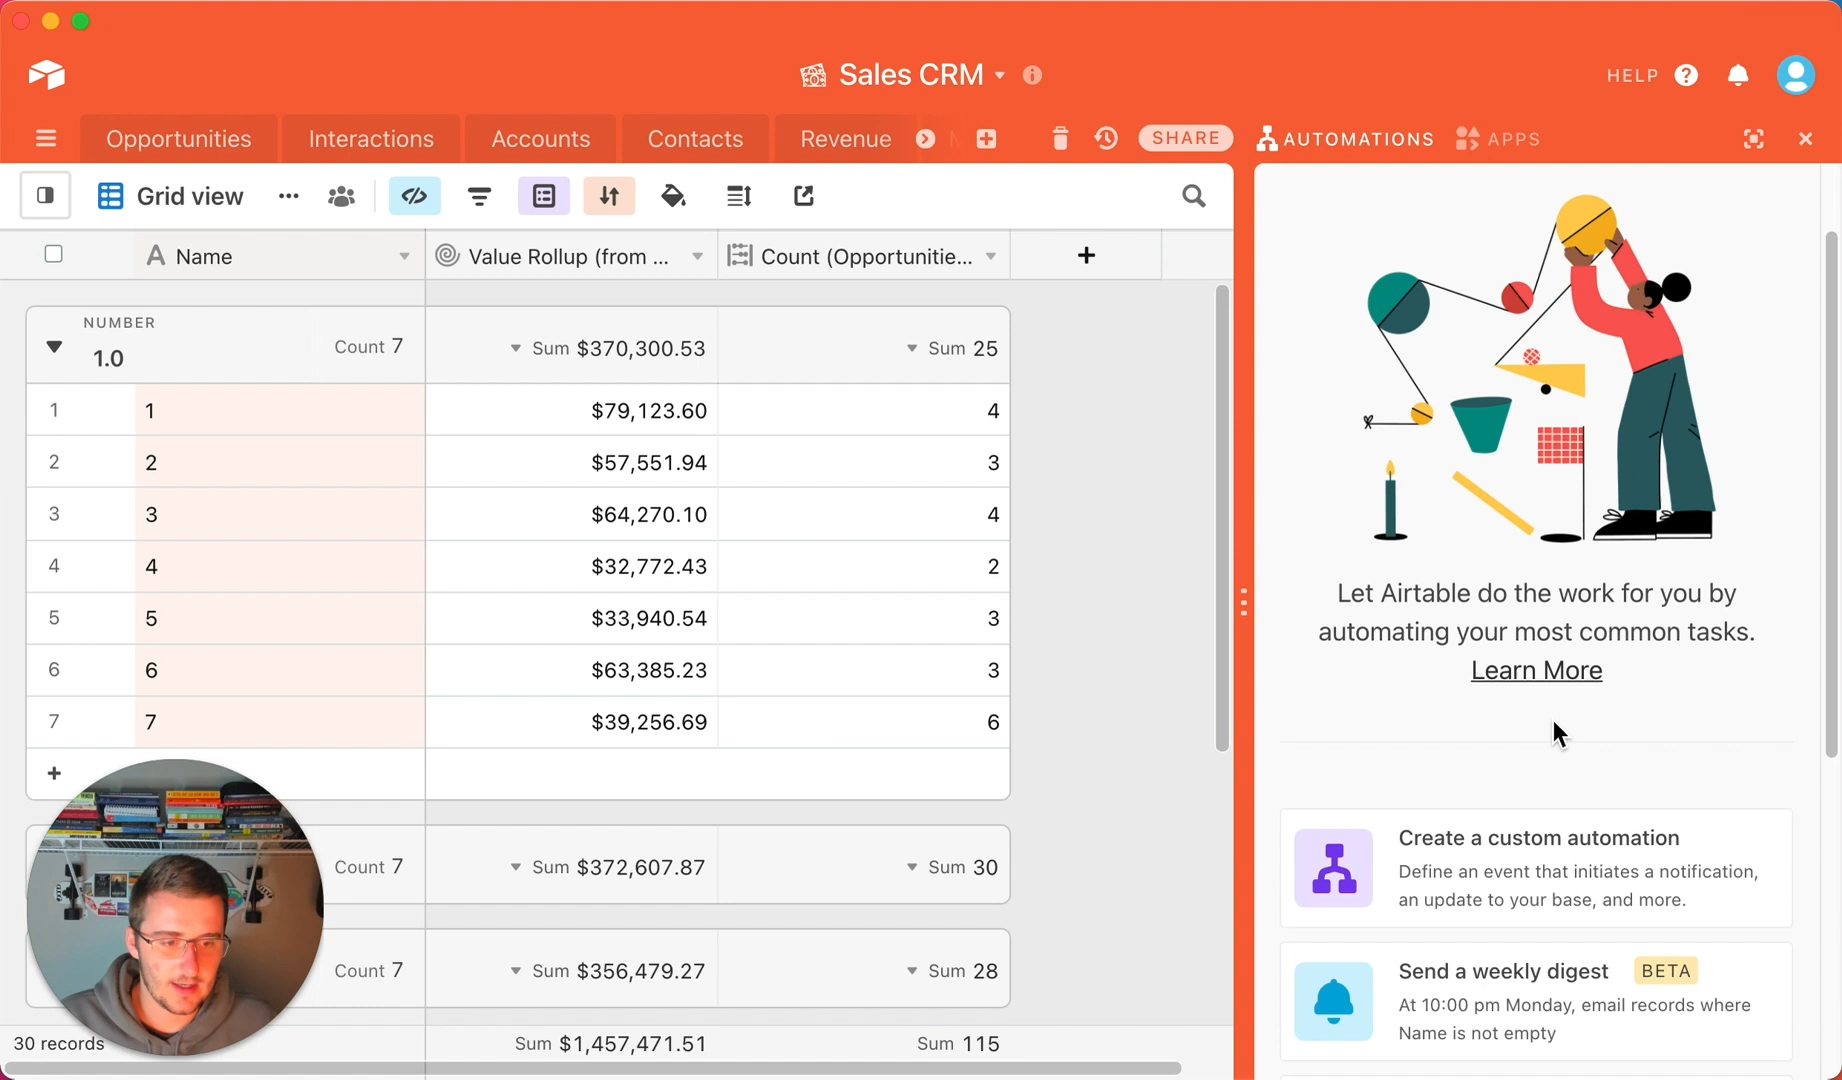 Sales CRM
HELP
Opportunities
Interactions
Accounts
Contacts
Revenue
SHARE
AUTOMATIONS
APPS
Grid view
Name
Value Rollup (from ...
Count (Opportunitie...
NUMBER
1.0
Count 7
Sum $370,300.53
Sum 25
1 1 $79,123.60 4
2 2 $57,551.94 3
3 3 $64,270.10 4
4 4 $32,772.43 2
5 5 $33,940.54 3
6 6 $63,385.23 3
7 7 $39,256.69 6
Count 7 Sum $372,607.87 Sum 30
Count 7 Sum $356,479.27 Sum 28
30 records Sum $1,457,471.51 Sum 115
Let Airtable do the work for you by
automating your most common tasks.
Learn More
Create a custom automation
Define an event that initiates a notification,
an update to your base, and more.
Send a weekly digest BETA
At 10:00 pm Monday, email records where
Name is not empty